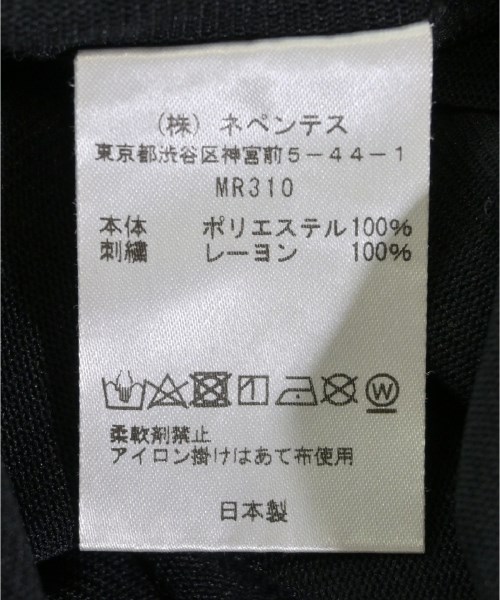 (株) ネペンテス
東京都渋谷区神宮前5-44-1
MR310
本体 ポリエステル100%
刺繍 レーヨン 100%
W
柔軟剤禁止
アイロン掛けはあて布使用
日本製